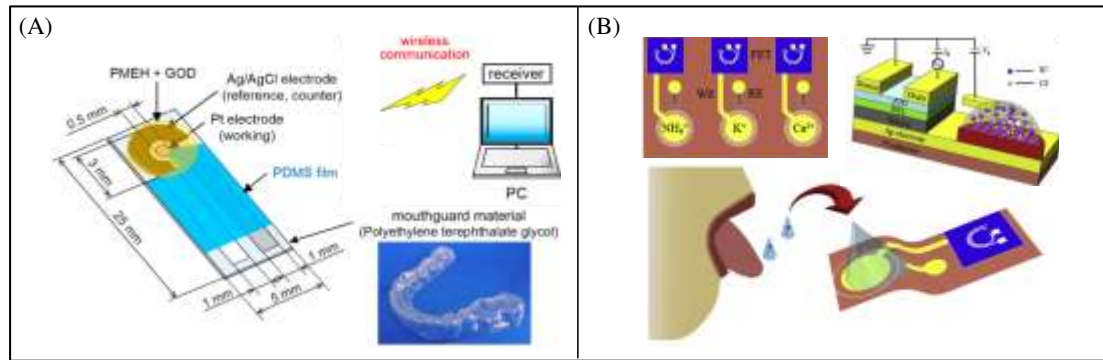 (A)
wireless
communication
PMEH + GOD
Ag/AgCl electrode
(reference, counter)
Pt electrode
(working)
0.5 mm
3 mm
25 mm
PDMS film
receiver
PC
mouthguard material
(Polyethylene terephthalate glycol)
1 mm
1 mm
5 mm
(B)
FET
WE
RE
NH₄⁺
K⁺
Ca²⁺